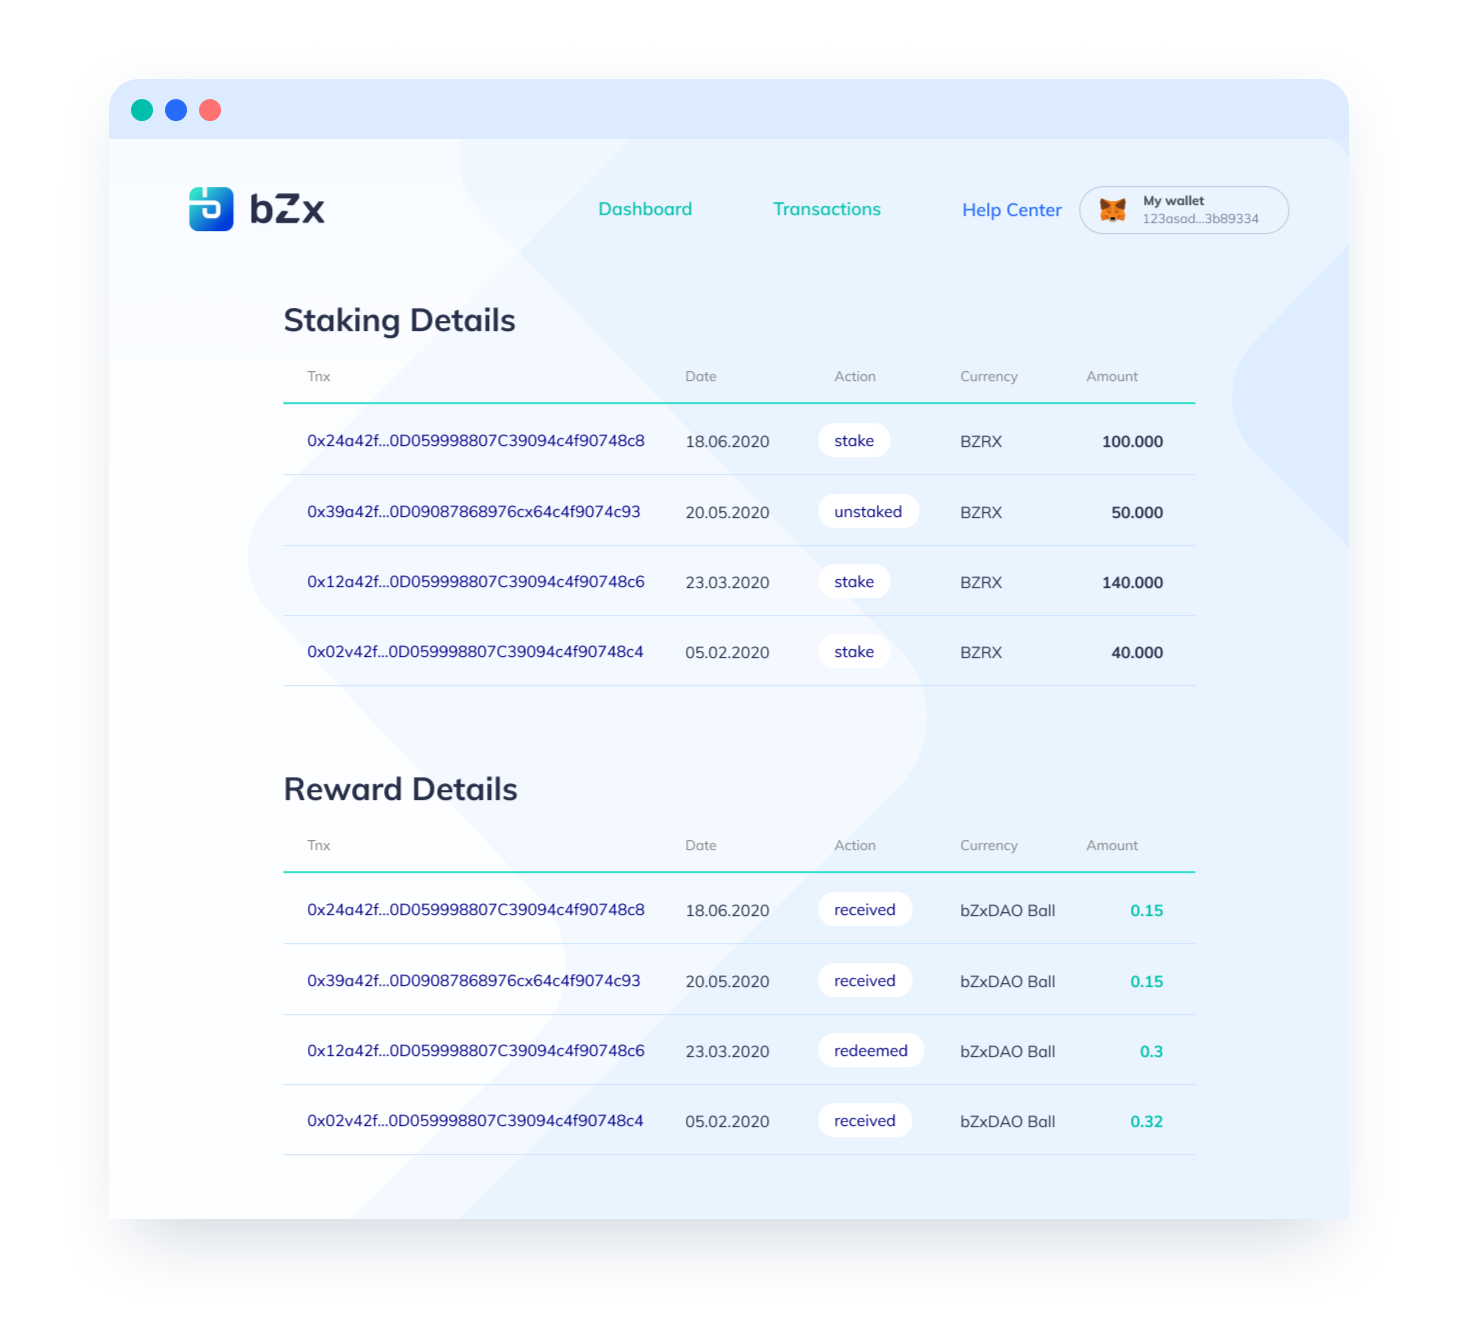 bZx
Dashboard Transactions Help Center My wallet
123asad...3b89334
Staking Details
Tnx Date Action Currency Amount
0x24a42f...0D059998807C39094c4f90748c8 18.06.2020 stake BZRX 100.000
0x39a42f...0D09087868976cx64c4f9074c93 20.05.2020 unstaked BZRX 50.000
0x12a42f...0D059998807C39094c4f90748c6 23.03.2020 stake BZRX 140.000
0x02v42f...0D059998807C39094c4f90748c4 05.02.2020 stake BZRX 40.000
Reward Details
Tnx Date Action Currency Amount
0x24a42f...0D059998807C39094c4f90748c8 18.06.2020 received bZxDAO Ball 0.15
0x39a42f...0D09087868976cx64c4f9074c93 20.05.2020 received bZxDAO Ball 0.15
0x12a42f...0D059998807C39094c4f90748c6 23.03.2020 redeemed bZxDAO Ball 0.3
0x02v42f...0D059998807C39094c4f90748c4 05.02.2020 received bZxDAO Ball 0.32